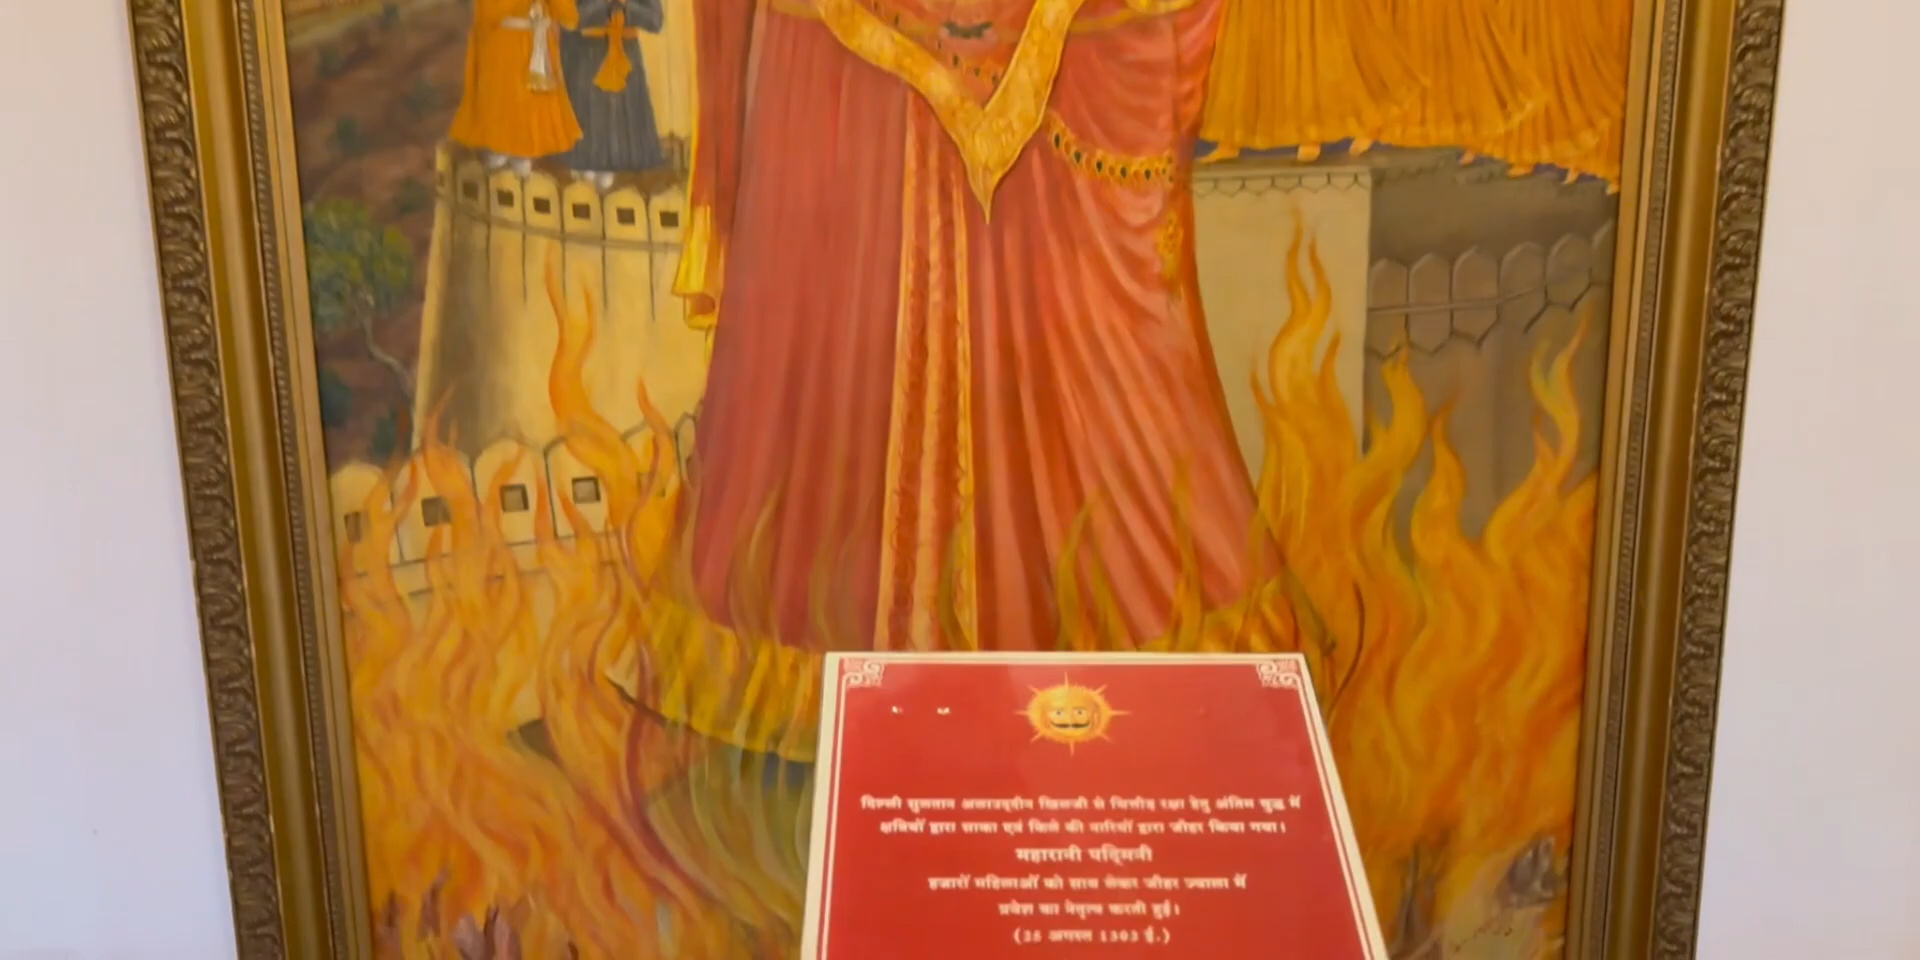 दिल्ली सुलतान अलाउद्दीन खिलजी से चित्तौड़ रक्षा हेतु अंतिम युद्ध में
क्षत्रियों द्वारा साका एवं किले की नारियों द्वारा जौहर किया गया।
महारानी पद्मिनी
हजारों महिलाओं को साथ लेकर जौहर ज्वाला में
प्रवेश का नेतृत्व करती हुई।
(25 अगस्त 1303 ई.)